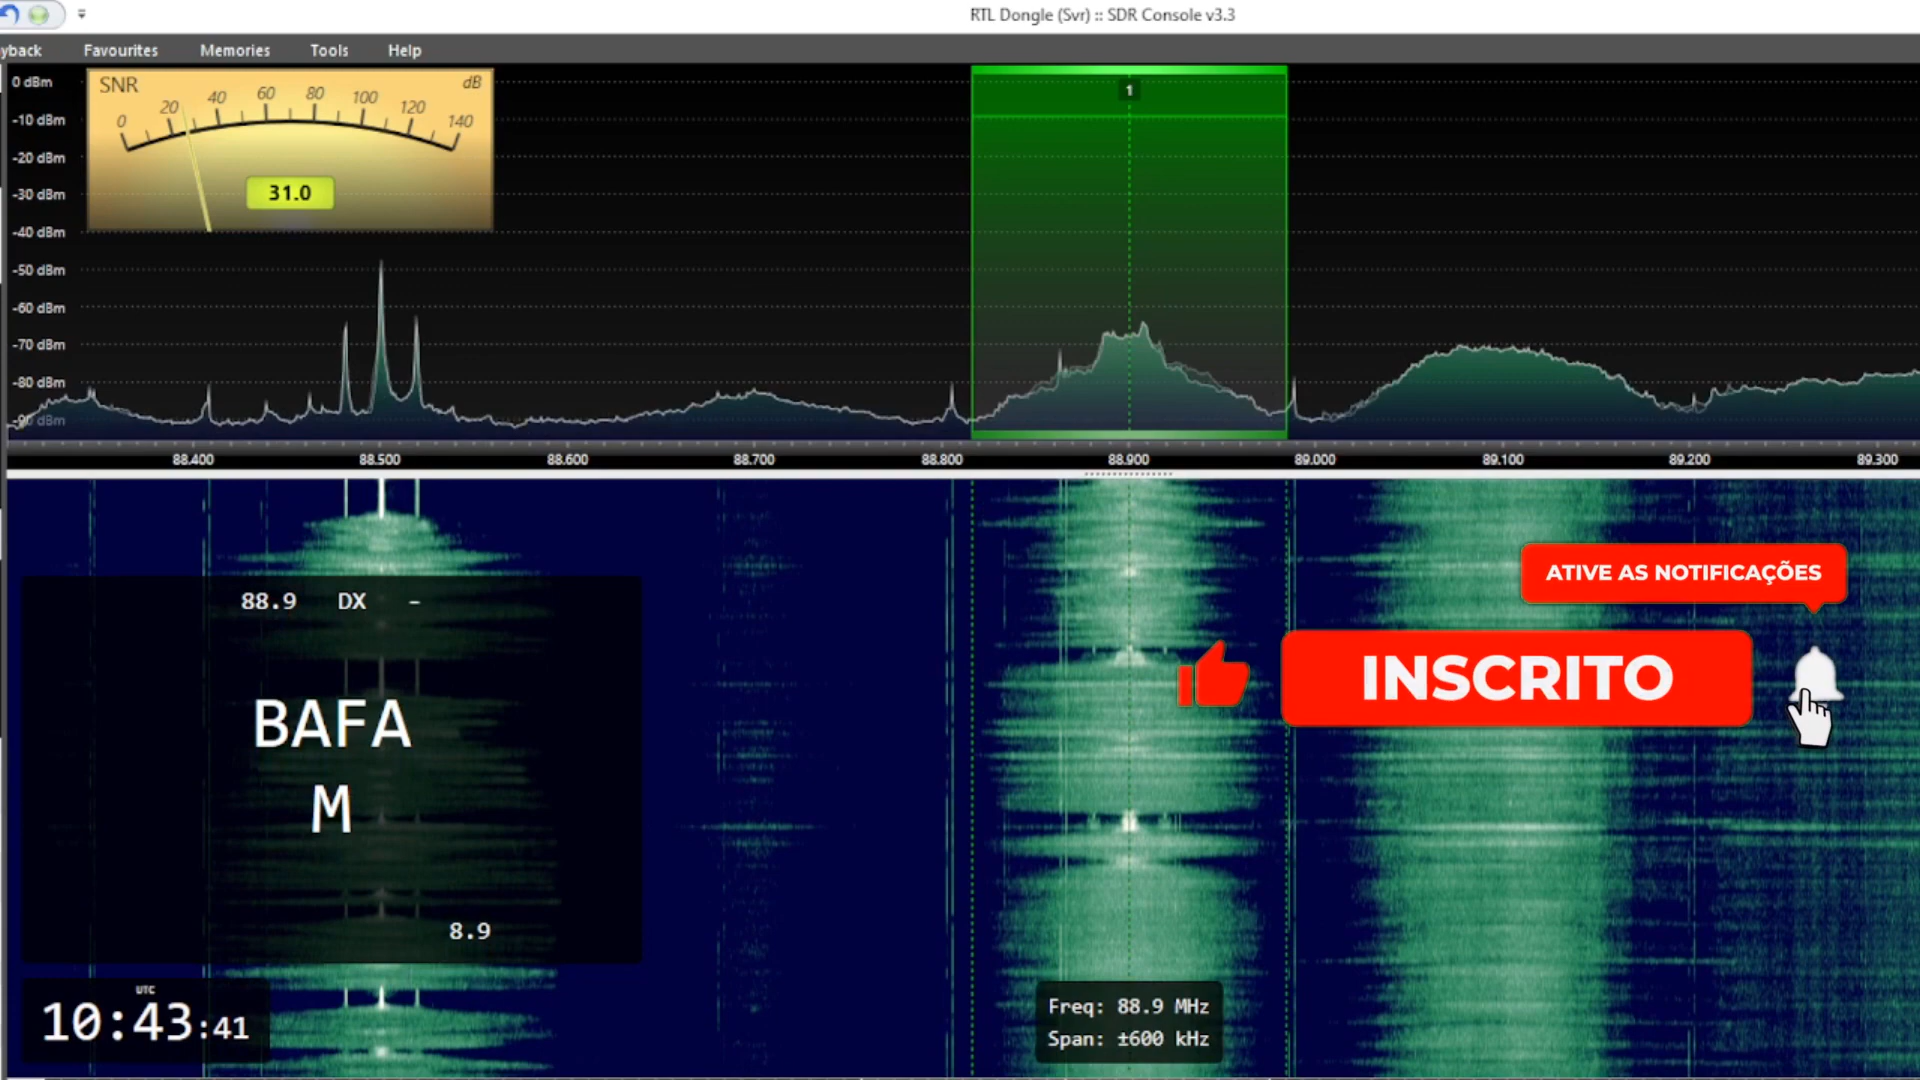 RTL Dongle (Svr) :: SDR Console v3.3
yback Favourites Memories Tools Help
SNR dB
0 20 40 60 80 100 120 140
31.0
0 dBm
-10 dBm
-20 dBm
-30 dBm
-40 dBm
-50 dBm
-60 dBm
-70 dBm
-80 dBm
-90 dBm
1
88.400 88.500 88.600 88.700 88.800 88.900 89.000 89.100 89.200 89.300
88.9 DX -
BAFA
M
8.9
UTC
10:43:41
ATIVE AS NOTIFICAÇÕES
INSCRITO
Freq: 88.9 MHz
Span: ±600 kHz